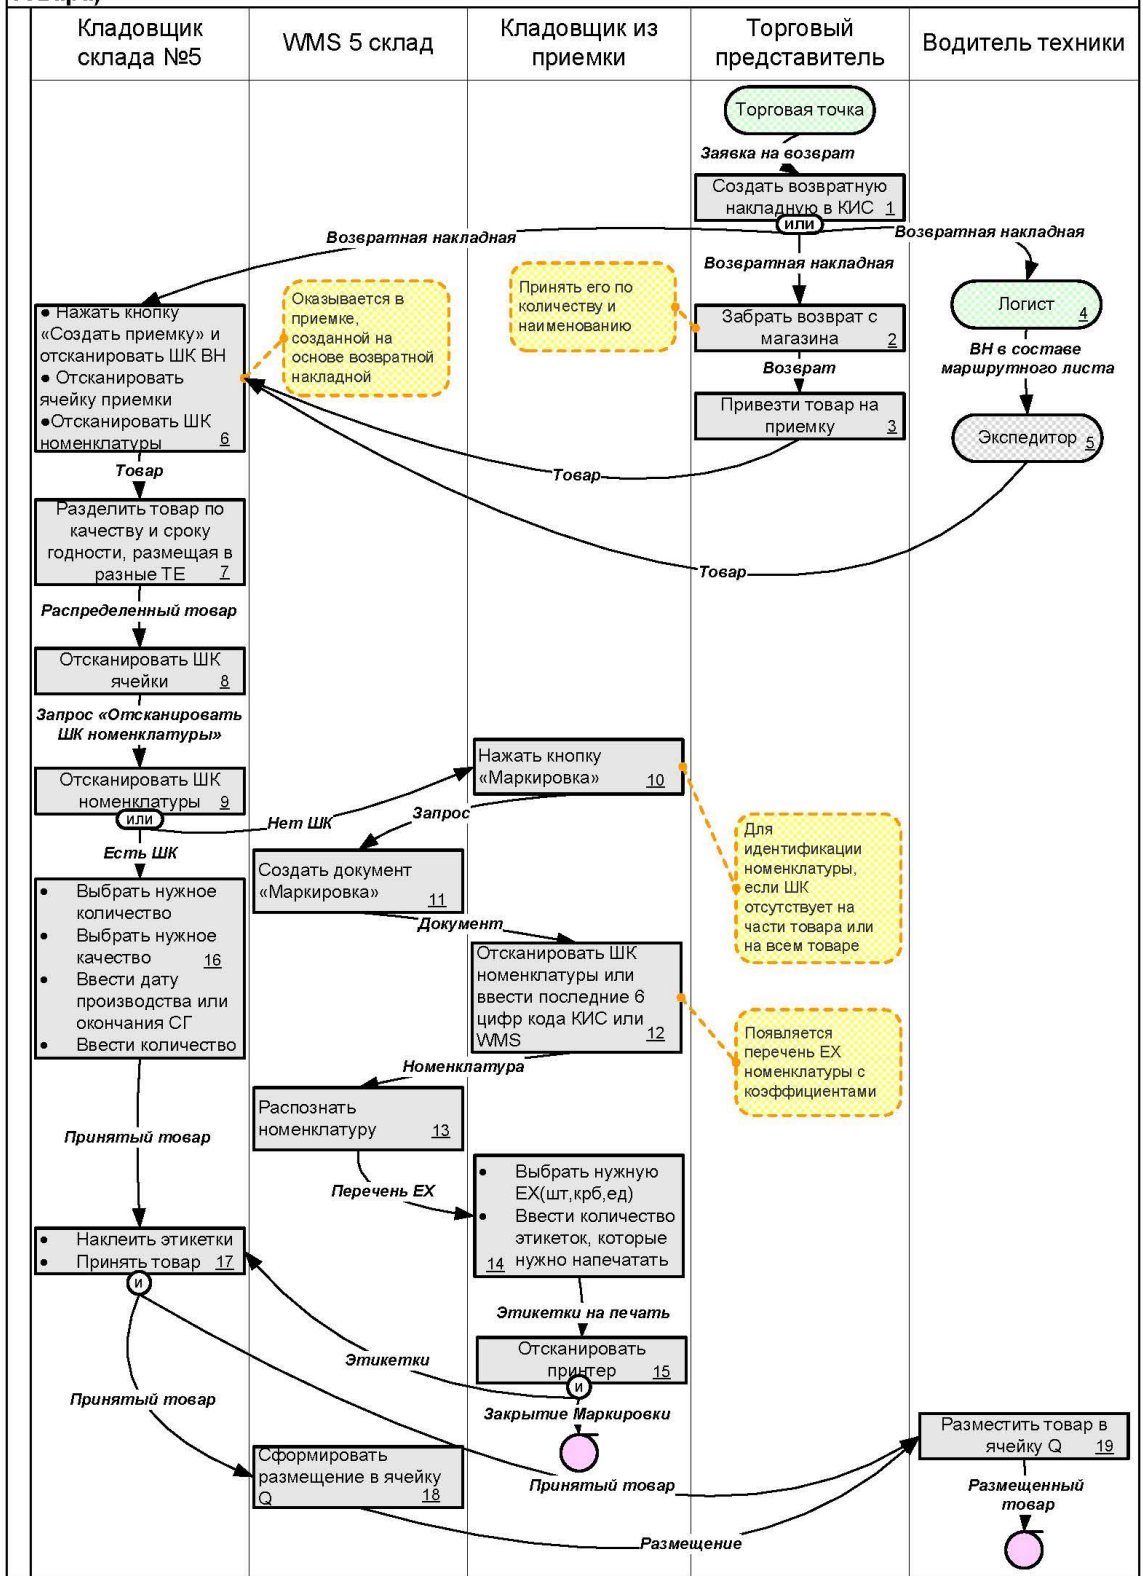 Кладовщик
склада №5
WMS 5 склад
Кладовщик из
приемки
Торговый
представитель
Водитель техники
Торговая точка
Заявка на возврат
Создать возвратную
накладную в КИС 1
или
Возвратная накладная
Возвратная накладная
Возвратная накладная
● Нажать кнопку
«Создать приемку» и
отсканировать ШК ВН
● Отсканировать
ячейку приемки
●Отсканировать ШК
номенклатуры 6
Оказывается в
приемке,
созданной на
основе возвратной
накладной
Принять его по
количеству и
наименованию
Забрать возврат с
магазина 2
Возврат
Привезти товар на
приемку 3
Логист 4
ВН в составе
маршрутного листа
Экспедитор 5
Товар
Товар
Товар
Разделить товар по
качеству и сроку
годности, размещая в
разные ТЕ 7
Распределенный товар
Отсканировать ШК
ячейки 8
Запрос «Отсканировать
ШК номенклатуры»
Отсканировать ШК
номенклатуры 9
или
Нет ШК
Есть ШК
Нажать кнопку
«Маркировка» 10
Запрос
Создать документ
«Маркировка» 11
Документ
Для
идентификации
номенклатуры,
если ШК
отсутствует на
части товара или
на всем товаре
• Выбрать нужное
количество
• Выбрать нужное
качество 16
• Ввести дату
производства или
окончания СГ
• Ввести количество
Отсканировать ШК
номенклатуры или
ввести последние 6
цифр кода КИС или
WMS 12
Появляется
перечень ЕХ
номенклатуры с
коэффициентами
Номенклатура
Распознать
номенклатуру 13
Принятый товар
Перечень ЕХ
• Выбрать нужную
ЕХ(шт,крб,ед)
• Ввести количество
этикеток, которые
14 нужно напечатать
• Наклеить этикетки
• Принять товар 17
и
Этикетки на печать
Отсканировать
принтер 15
и
Этикетки
Принятый товар
Закрытие Маркировки
Разместить товар в
ячейку Q 19
Сформировать
размещение в ячейку
Q 18
Принятый товар
Размещенный
товар
Размещение